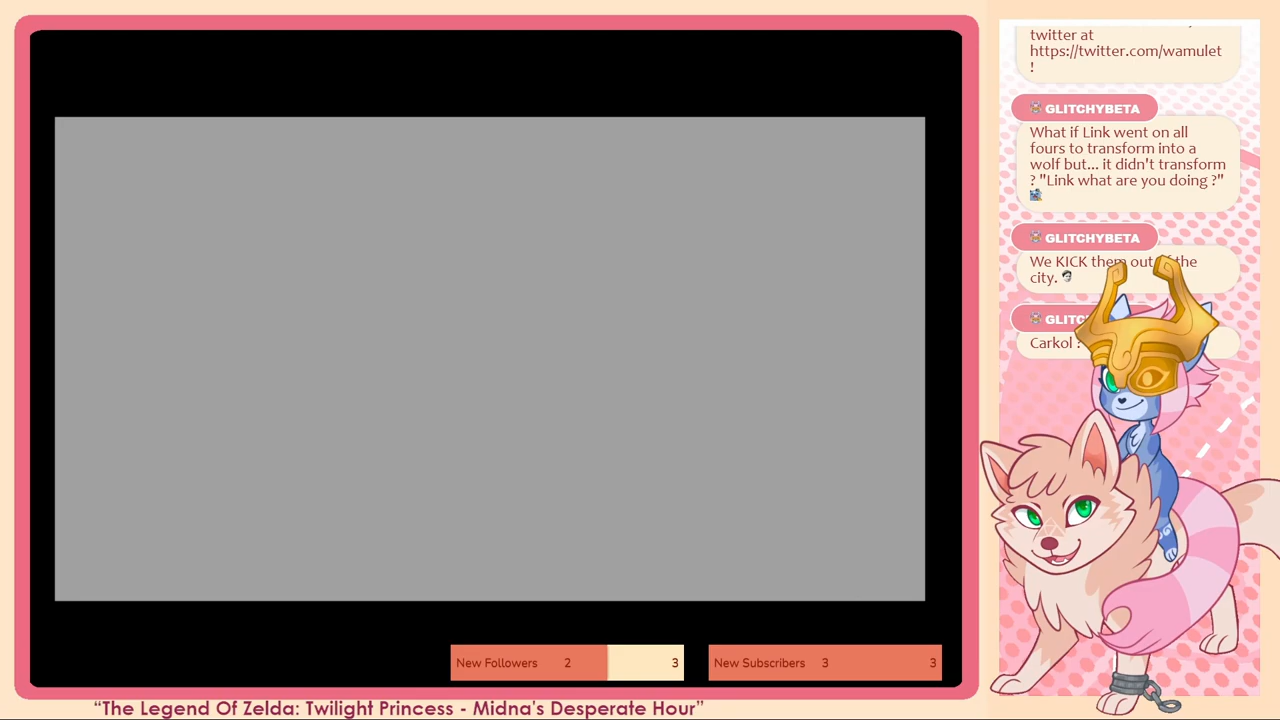 twitter at
https://twitter.com/wamulet
!
GLITCHYBETA
What if Link went on all
fours to transform into a
wolf but... it didn't transform
? "Link what are you doing ?"
GLITCHYBETA
We KICK them out of the
city.
Carkol ?
New Followers 2 3
New Subscribers 3 3
“The Legend Of Zelda: Twilight Princess - Midna's Desperate Hour”